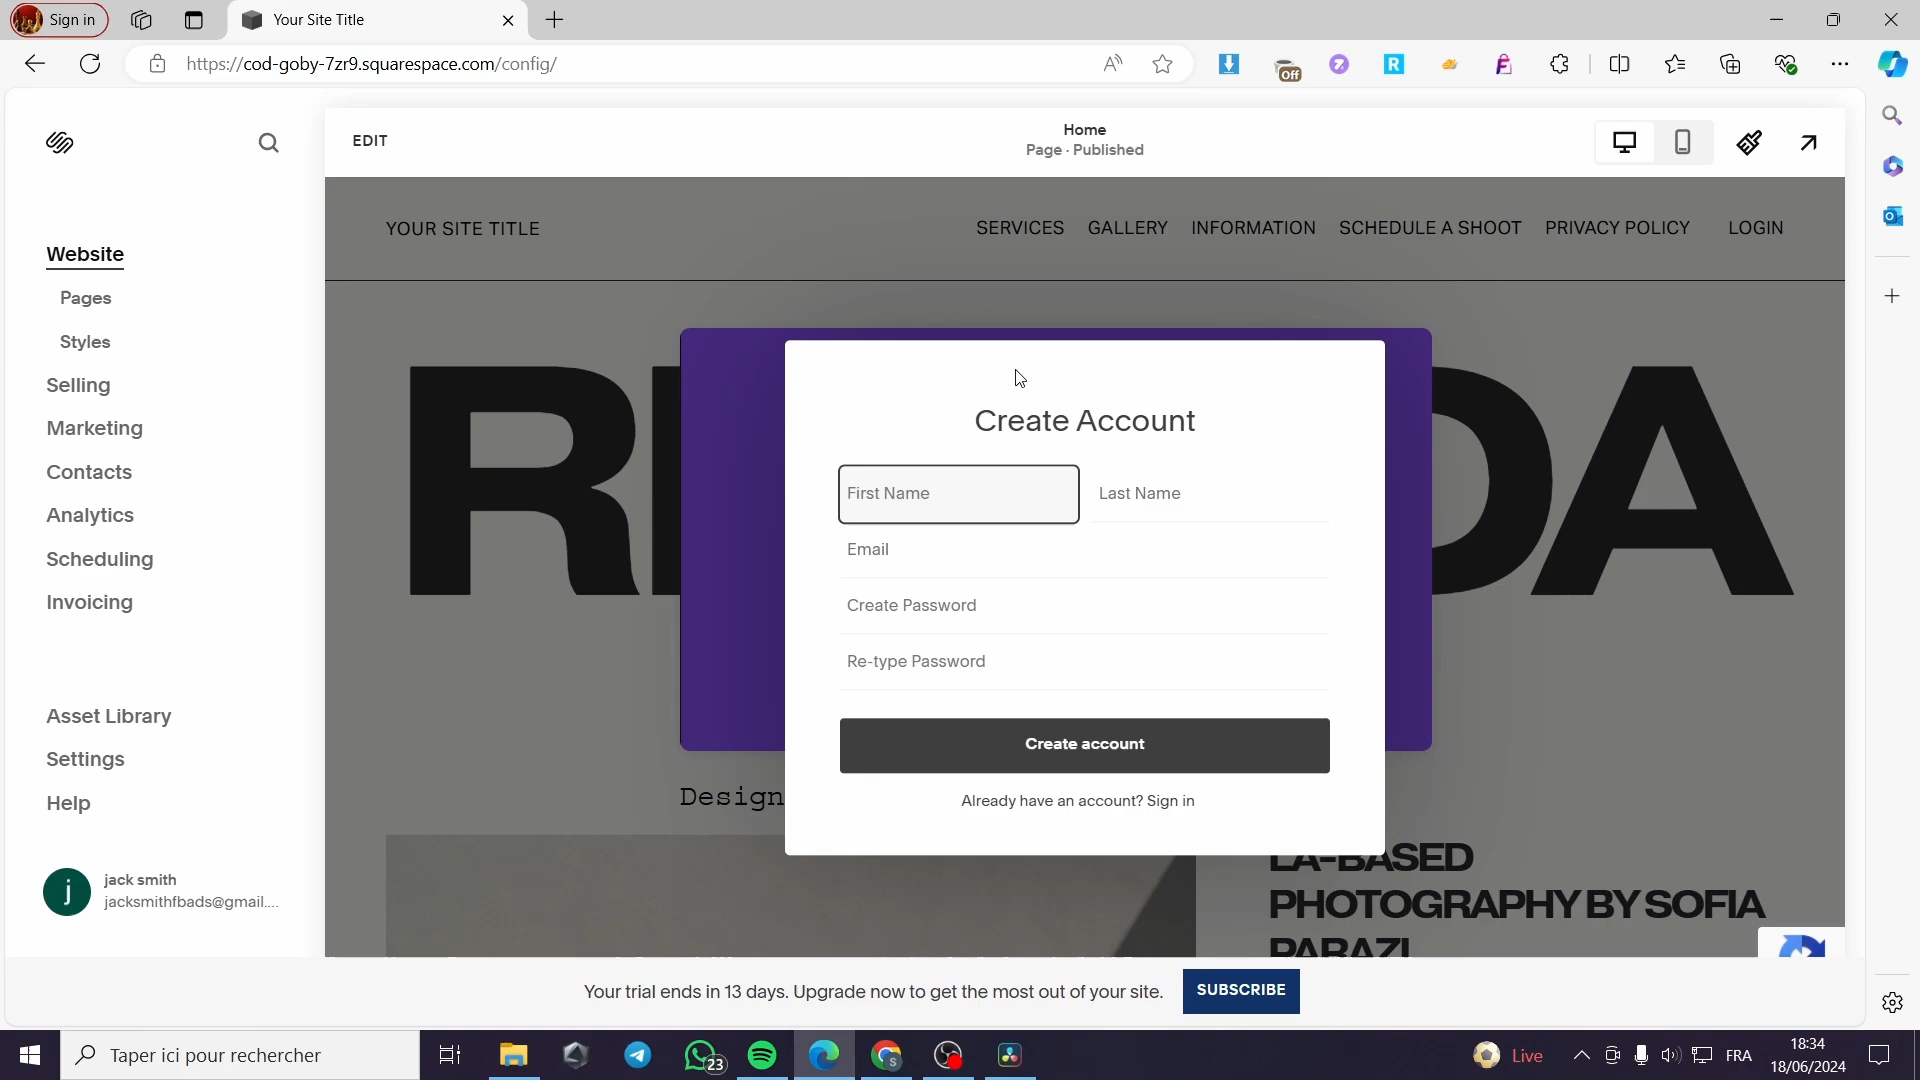 Sign in
Your Site Title
https://cod-goby-7zr9.squarespace.com/config/
Off
EDIT
Home
Page · Published
Website
Pages
Styles
Selling
Marketing
Contacts
Analytics
Scheduling
Invoicing
Asset Library
Settings
Help
j
jack smith
jacksmithfbads@gmail....
YOUR SITE TITLE
SERVICES GALLERY INFORMATION SCHEDULE A SHOOT PRIVACY POLICY LOGIN
Create Account
First Name
Last Name
Email
Create Password
Re-type Password
Create account
Already have an account? Sign in
Design
LA-BASED
PHOTOGRAPHY BY SOFIA
PARAZI
Your trial ends in 13 days. Upgrade now to get the most out of your site.
SUBSCRIBE
Taper ici pour rechercher
23
Live
FRA
18:34
18/06/2024